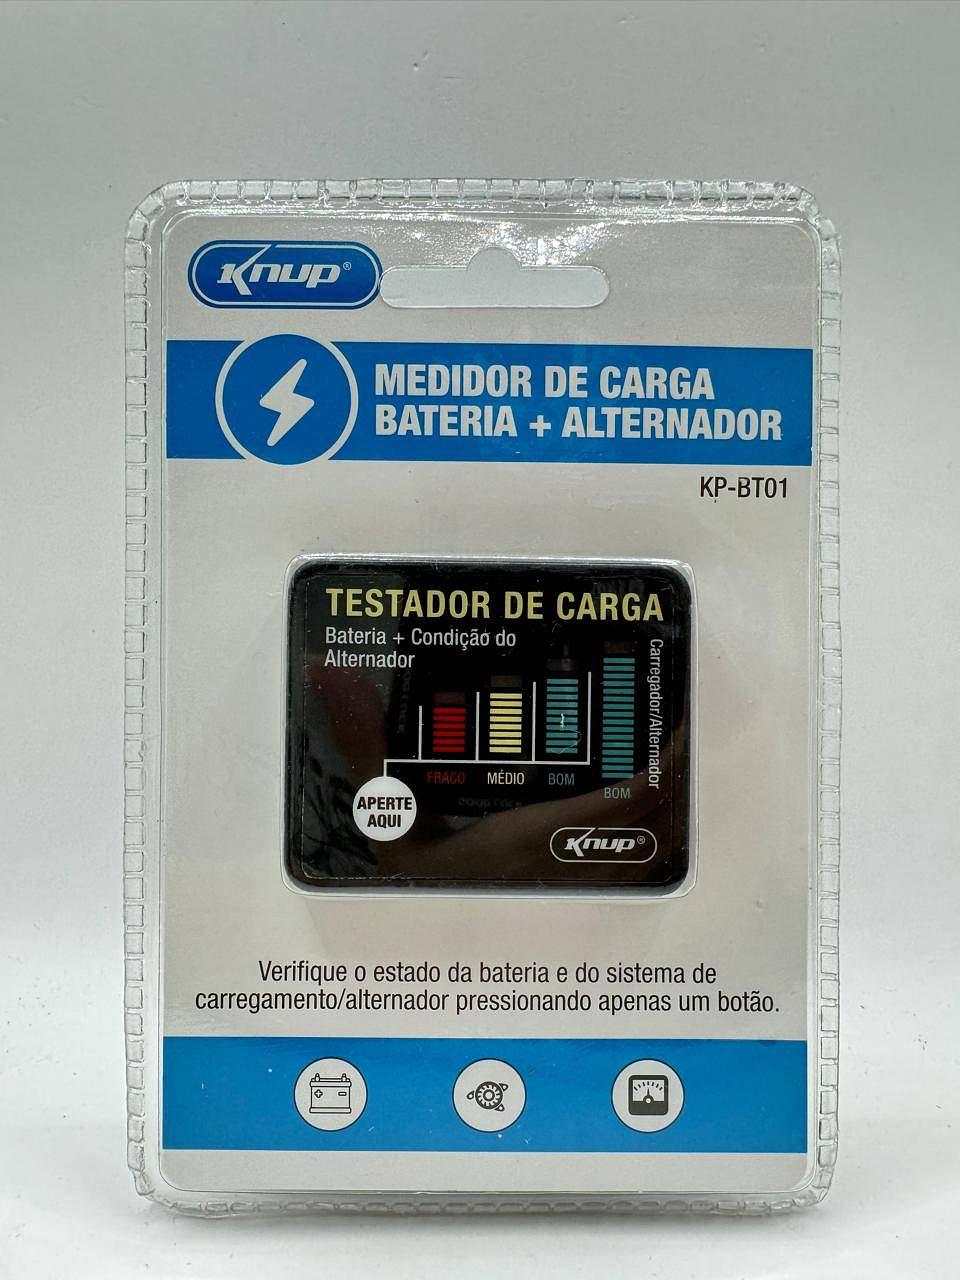 Knup®
MEDIDOR DE CARGA
BATERIA + ALTERNADOR
KP-BT01
TESTADOR DE CARGA
Bateria + Condição do
Alternador
Carregador/Alternador
FRACO
MÉDIO
BOM
BOM
APERTE
AQUI
Knup®
Verifique o estado da bateria e do sistema de
carregamento/alternador pressionando apenas um botão.